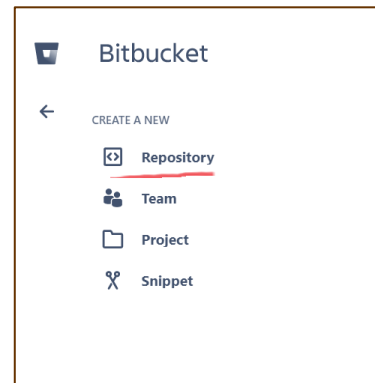 Bitbucket
CREATE A NEW
Repository
Team
Project
Snippet